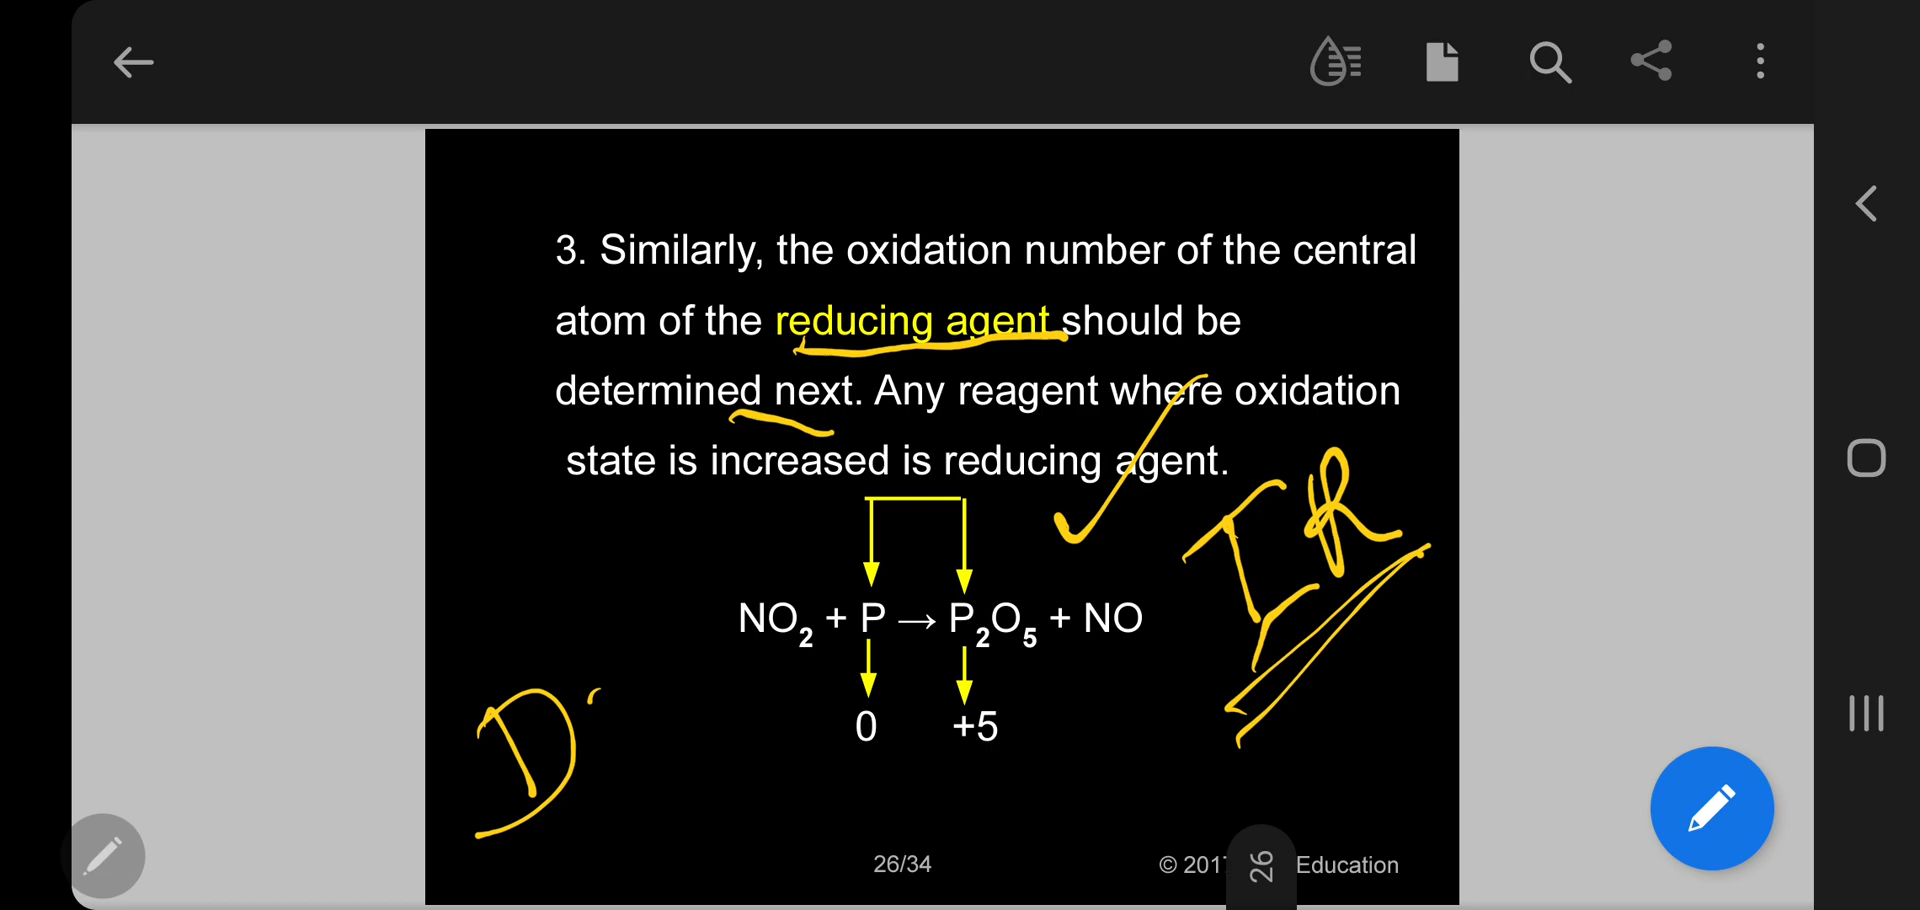 3. Similarly, the oxidation number of the central
atom of the reducing agent should be
determined next. Any reagent where oxidation
state is increased is reducing agent.
IR
NO₂ + P → P₂O₅ + NO
0 +5
D
26/34
© 201
26
Education